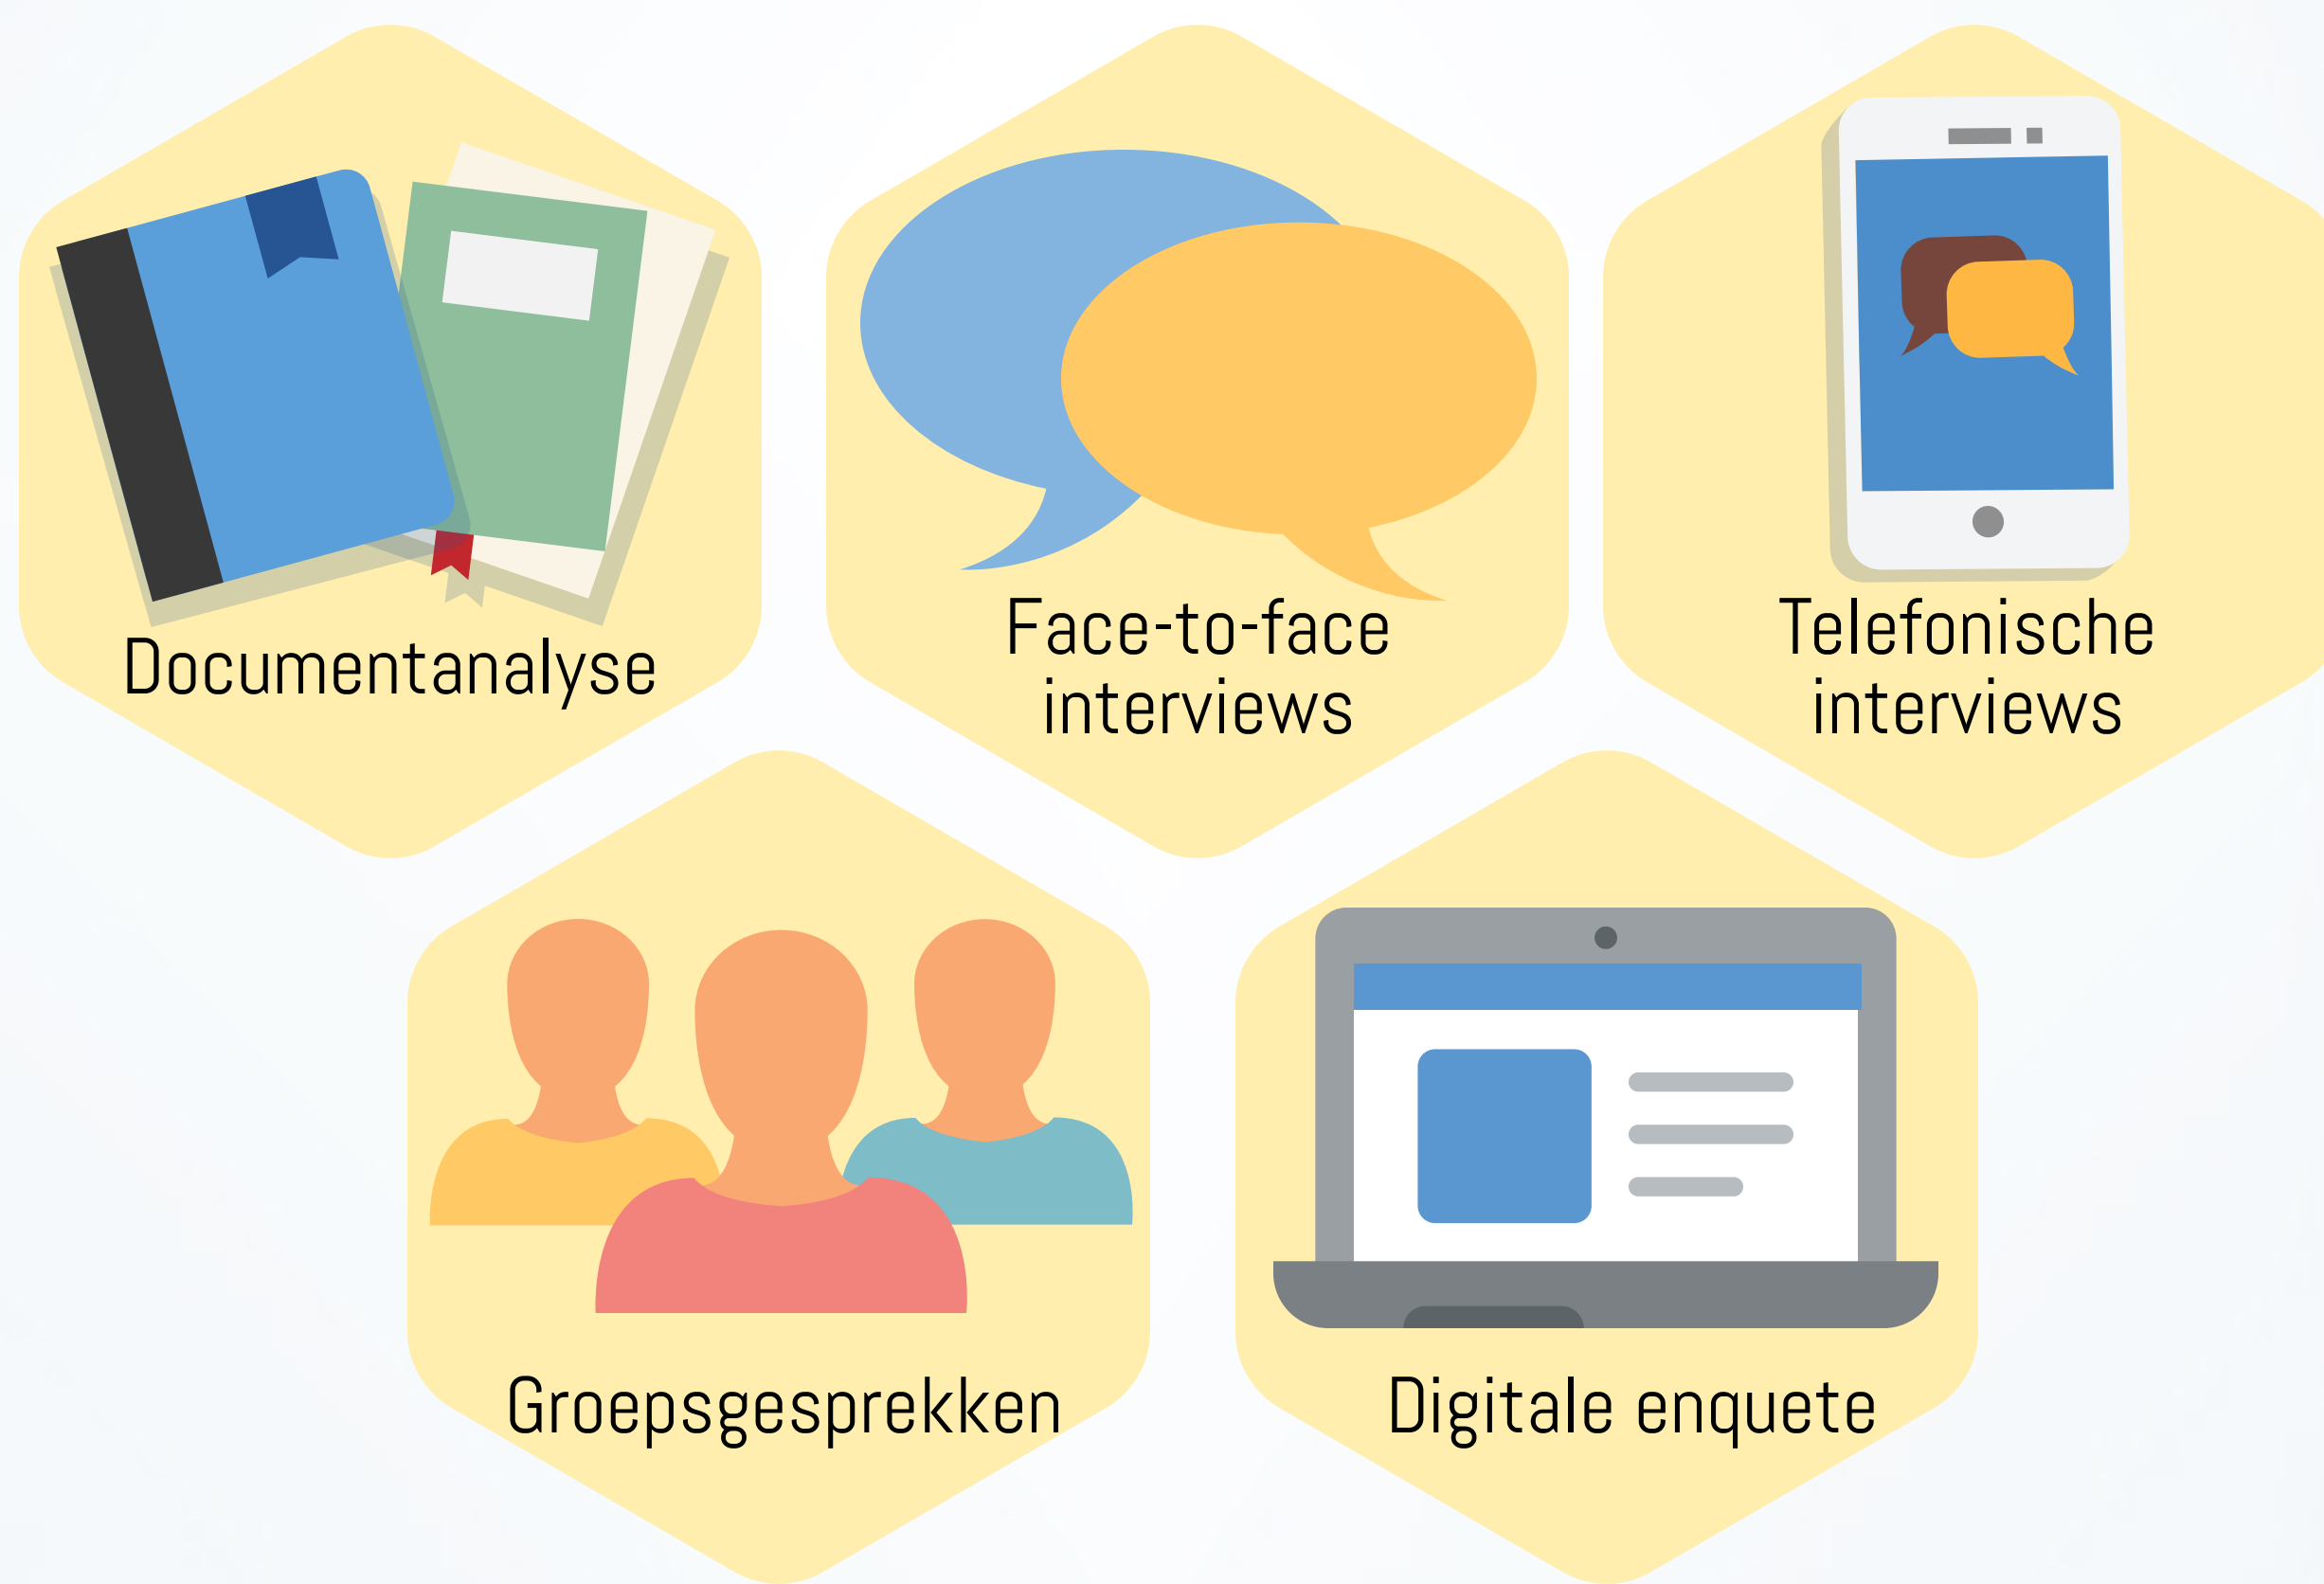 Documentanalyse
Face-to-face
interviews
Telefonische
interviews
Groepsgesprekken
Digitale enquete